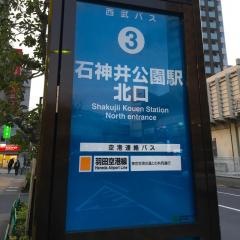 西武バス
3
石神井公園駅
北口
Shakujii Kouen Station
North entrance
空港連絡バス
羽田空港線
Haneda Airport Line